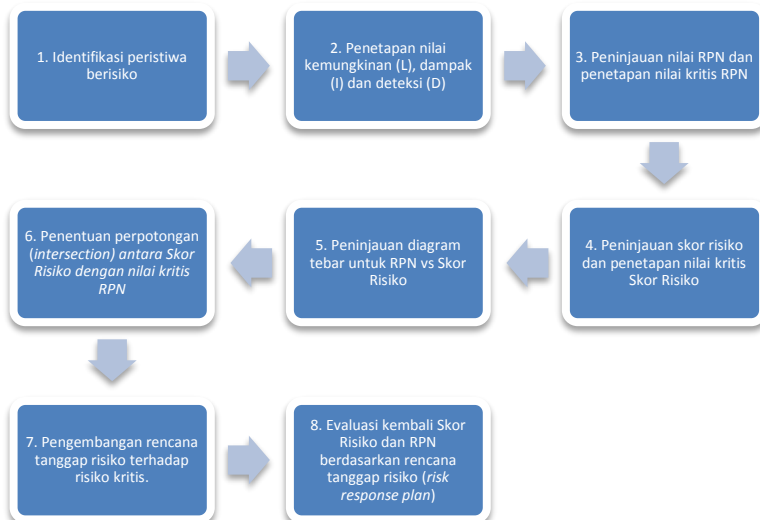 1. Identifikasi peristiwa
berisiko
2. Penetapan nilai
kemungkinan (L), dampak
(I) dan deteksi (D)
3. Peninjauan nilai RPN dan
penetapan nilai kritis RPN
4. Peninjauan skor risiko
dan penetapan nilai kritis
Skor Risiko
5. Peninjauan diagram
tebar untuk RPN vs Skor
Risiko
6. Penentuan perpotongan
(intersection) antara Skor
Risiko dengan nilai kritis
RPN
7. Pengembangan rencana
tanggap risiko terhadap
risiko kritis.
8. Evaluasi kembali Skor
Risiko dan RPN
berdasarkan rencana
tanggap risiko (risk
response plan)